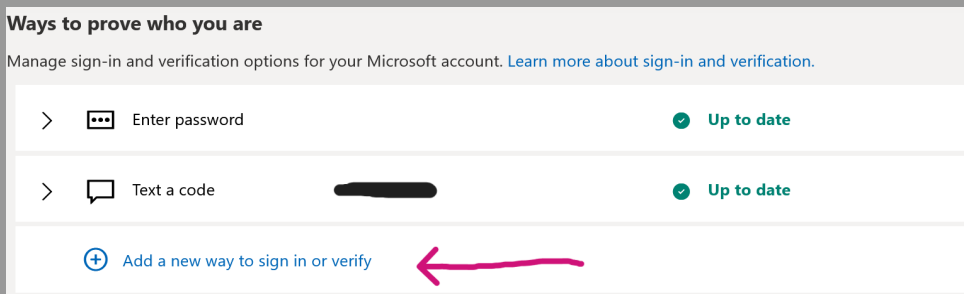 Ways to prove who you are
Manage sign-in and verification options for your Microsoft account. Learn more about sign-in and verification.
Enter password Up to date
Text a code Up to date
Add a new way to sign in or verify